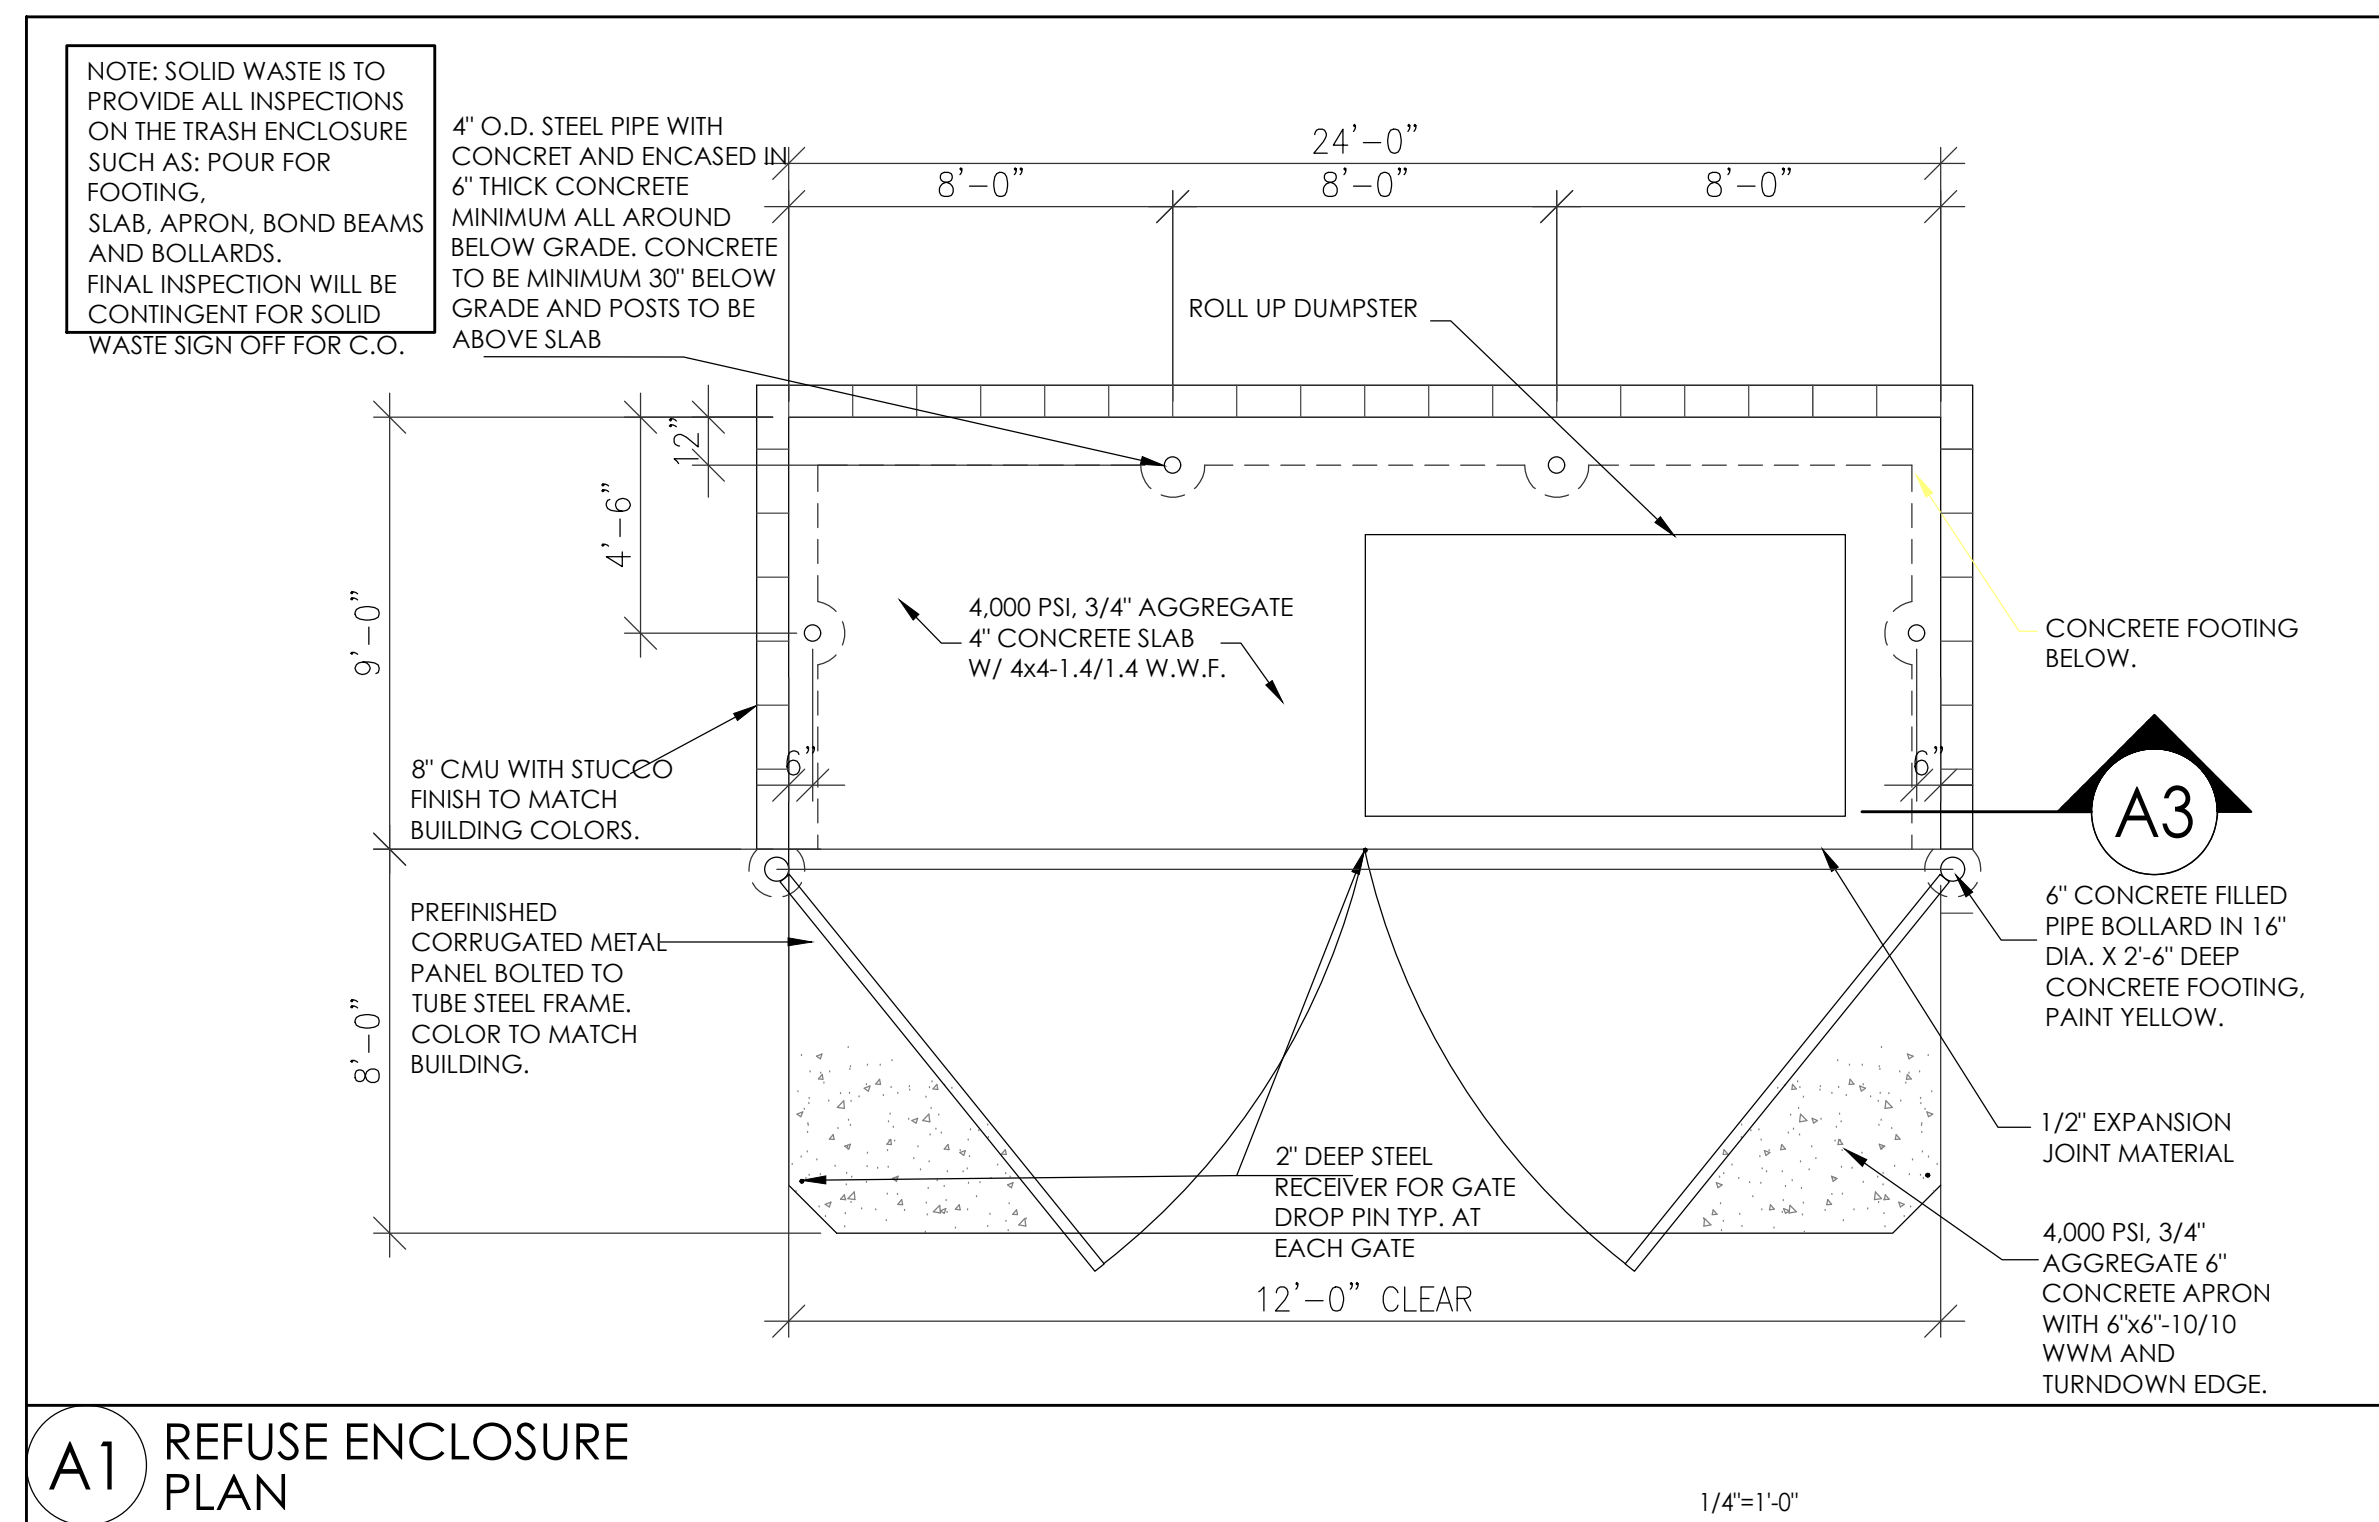 NOTE: SOLID WASTE IS TO
PROVIDE ALL INSPECTIONS
ON THE TRASH ENCLOSURE
SUCH AS: POUR FOR
FOOTING,
SLAB, APRON, BOND BEAMS
AND BOLLARDS.
FINAL INSPECTION WILL BE
CONTINGENT FOR SOLID
WASTE SIGN OFF FOR C.O.
4" O.D. STEEL PIPE WITH
CONCRET AND ENCASED IN
6" THICK CONCRETE
MINIMUM ALL AROUND
BELOW GRADE. CONCRETE
TO BE MINIMUM 30" BELOW
GRADE AND POSTS TO BE
ABOVE SLAB
24'-0"
8'-0"
8'-0"
8'-0"
ROLL UP DUMPSTER
12"
4'-6"
9'-0"
4,000 PSI, 3/4" AGGREGATE
4" CONCRETE SLAB
W/ 4x4-1.4/1.4 W.W.F.
CONCRETE FOOTING
BELOW.
8" CMU WITH STUCCO
FINISH TO MATCH
BUILDING COLORS.
6"
6"
A3
6" CONCRETE FILLED
PIPE BOLLARD IN 16"
DIA. X 2'-6" DEEP
CONCRETE FOOTING,
PAINT YELLOW.
PREFINISHED
CORRUGATED METAL
PANEL BOLTED TO
TUBE STEEL FRAME.
COLOR TO MATCH
BUILDING.
8'-0"
1/2" EXPANSION
JOINT MATERIAL
2" DEEP STEEL
RECEIVER FOR GATE
DROP PIN TYP. AT
EACH GATE
4,000 PSI, 3/4"
AGGREGATE 6"
CONCRETE APRON
WITH 6"x6"-10/10
WWM AND
TURNDOWN EDGE.
12'-0" CLEAR
A1
REFUSE ENCLOSURE
PLAN
1/4"=1'-0"